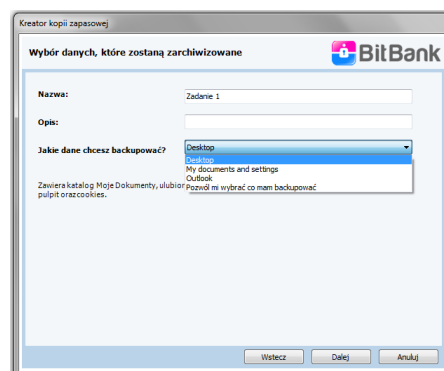 Kreator kopii zapasowej
Wybór danych, które zostaną zarchiwizowane
BitBank
Nazwa:
Zadanie 1
Opis:
Jakie dane chcesz backupować?
Desktop
Desktop
My documents and settings
Outlook
Pozwól mi wybrać co mam backupować
Zawiera katalog Moje Dokumenty, ulubior
pulpit oraz cookies.
Wstecz
Dalej
Anuluj